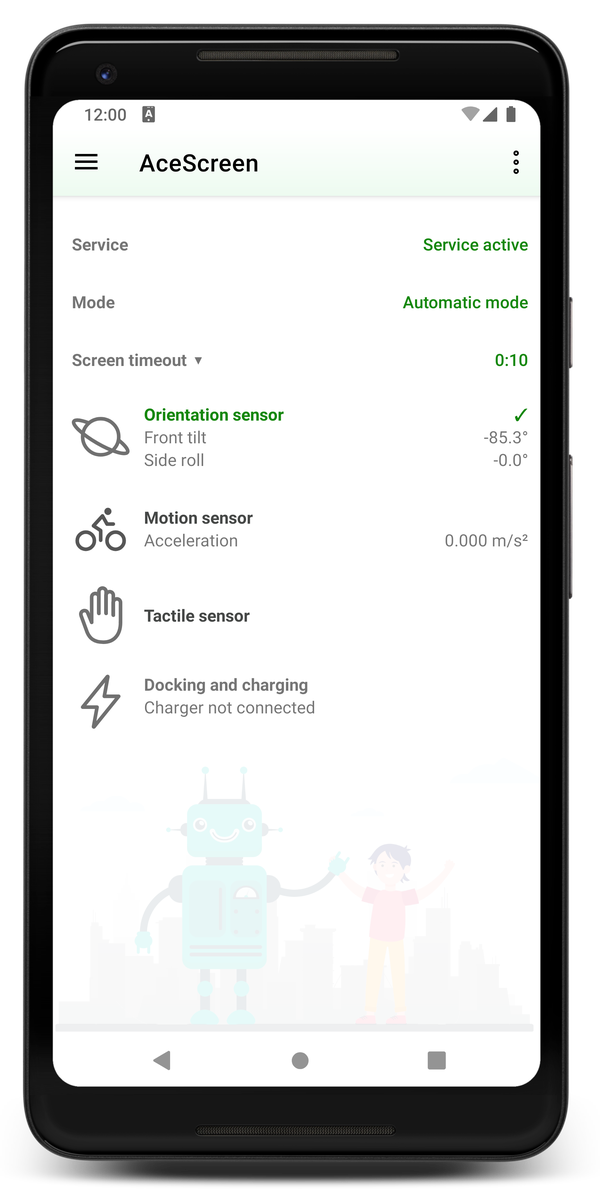 12:00 A
AceScreen
Service Service active
Mode Automatic mode
Screen timeout ▾ 0:10
Orientation sensor ✓
Front tilt -85.3°
Side roll -0.0°
Motion sensor
Acceleration 0.000 m/s²
Tactile sensor
Docking and charging
Charger not connected